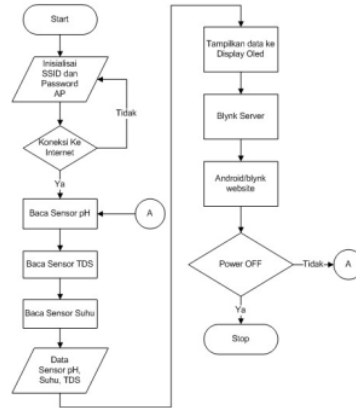 Start
Inisialisai
SSID dan
Password
AP
Tidak
Koneksi Ke
Internet
Ya
Baca Sensor pH
A
Baca Sensor TDS
Baca Sensor Suhu
Data
Sensor pH,
Suhu, TDS
Tampilkan data ke
Display Oled
Blynk Server
Android/blynk
website
Power OFF
Tidak
A
Ya
Stop